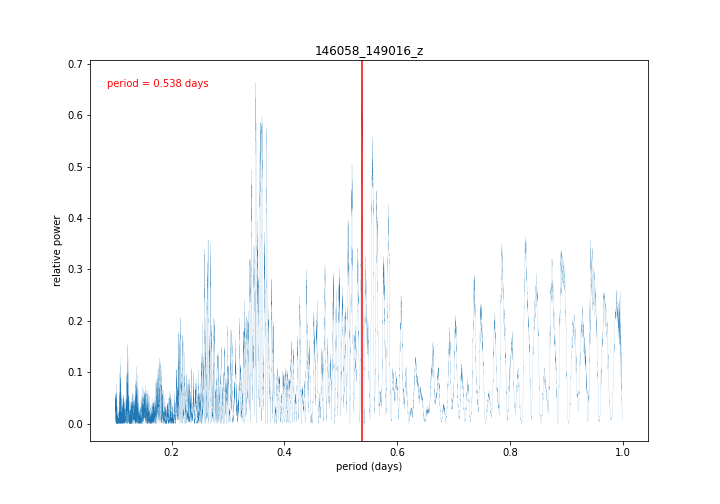 146058_149016_z
period = 0.538 days
relative power
0.7
0.6
0.5
0.4
0.3
0.2
0.1
0.0
0.2 0.4 0.6 0.8 1.0
period (days)